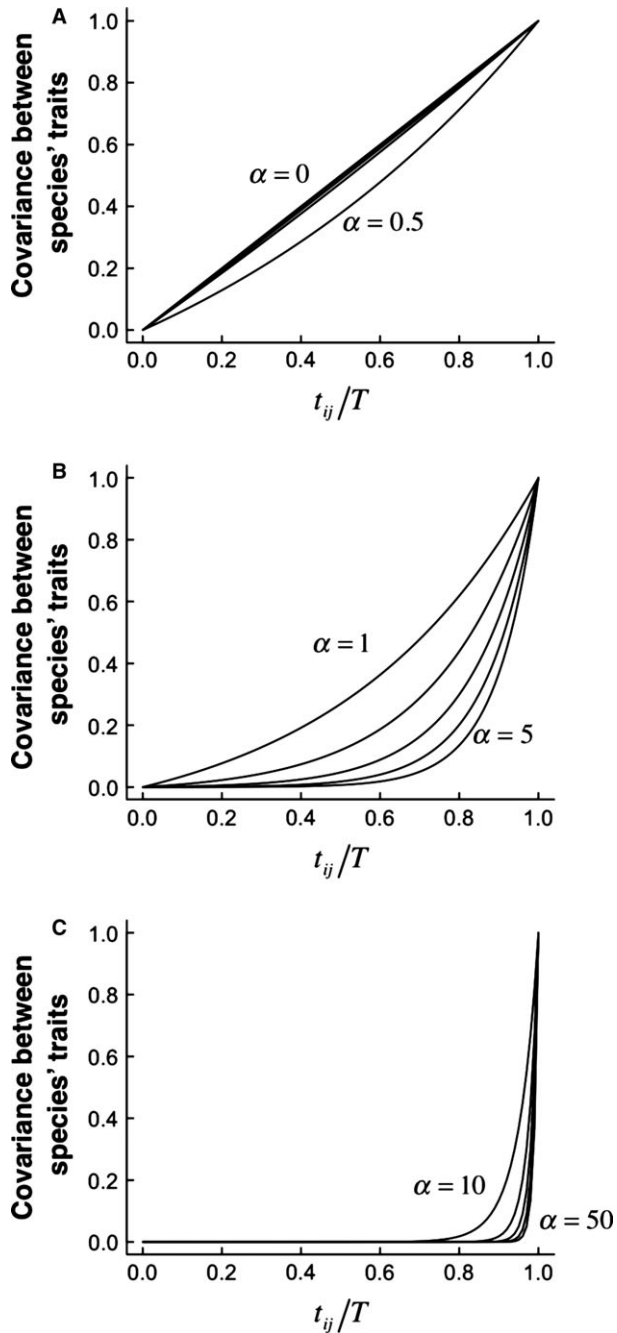 A
Covariance between
species' traits
1.0
0.8
0.6
0.4
0.2
0.0
α = 0
α = 0.5
0.0 0.2 0.4 0.6 0.8 1.0
t_ij/T
B
Covariance between
species' traits
1.0
0.8
0.6
0.4
0.2
0.0
α = 1
α = 5
0.0 0.2 0.4 0.6 0.8 1.0
t_ij/T
C
Covariance between
species' traits
1.0
0.8
0.6
0.4
0.2
0.0
α = 10
α = 50
0.0 0.2 0.4 0.6 0.8 1.0
t_ij/T